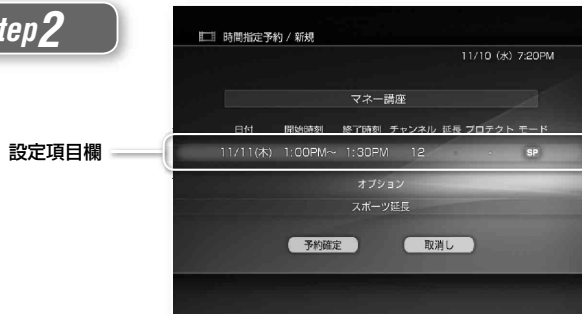 tep2
時間指定予約 / 新規
11/10 (水) 7:20PM
マネー講座
日付 開始時刻 終了時刻 チャンネル 延長 プロテクト モード
設定項目欄
11/11(木) 1:00PM～ 1:30PM 12 - - SP
オプション
スポーツ延長
予約確定 取消し